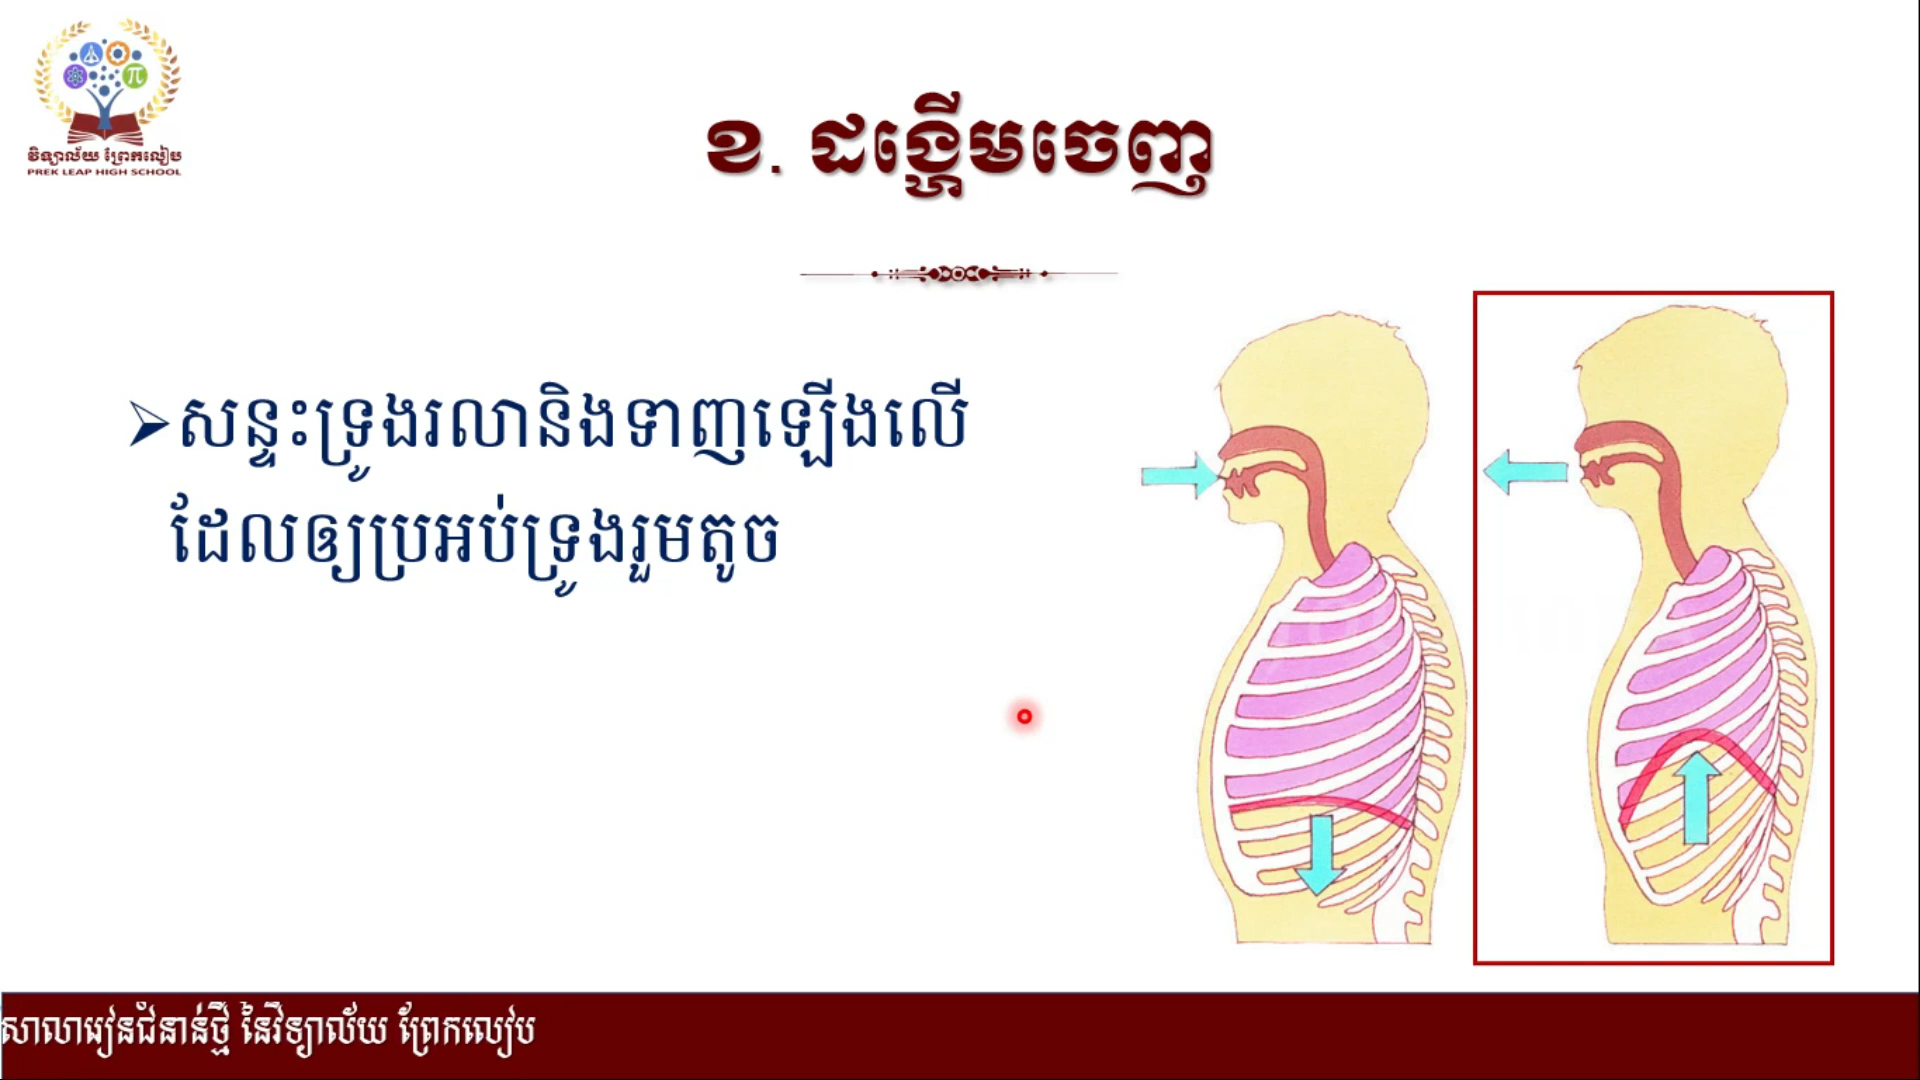 វិទ្យាល័យ ព្រែកលៀប
PREK LEAP HIGH SCHOOL
ខ. ដង្ហើមចេញ
សន្ទះទ្រូងរលានិងទាញឡើងលើ
ដែលឲ្យប្រអប់ទ្រូងរួមតូច
សាលារៀនជំនាន់ថ្មី នៃវិទ្យាល័យ ព្រែកលៀប